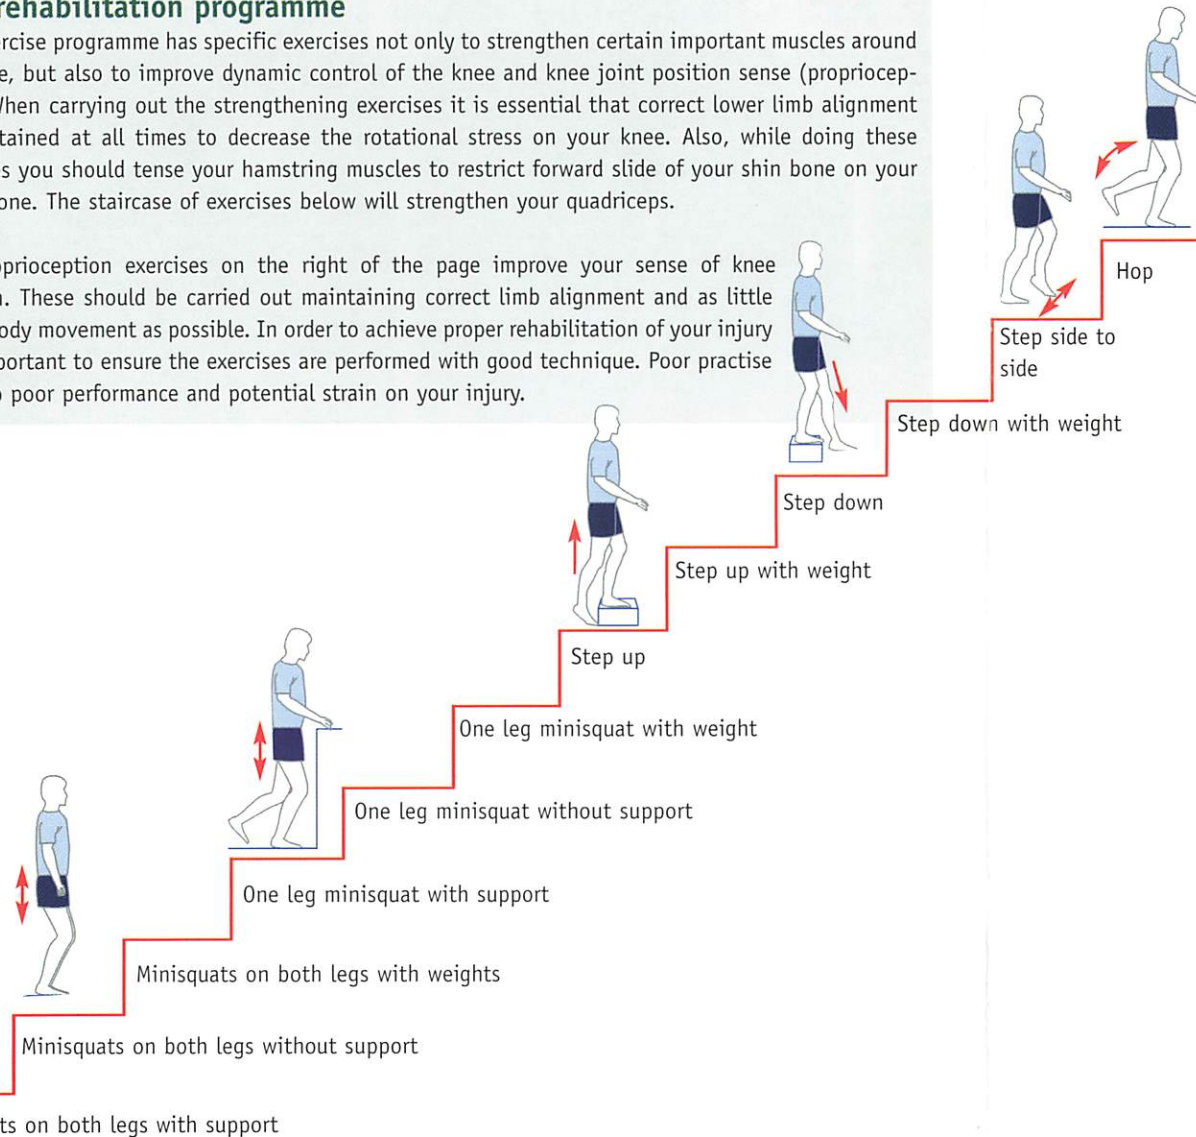 rehabilitation programme
ercise programme has specific exercises not only to strengthen certain important muscles around
e, but also to improve dynamic control of the knee and knee joint position sense (propriocep-
When carrying out the strengthening exercises it is essential that correct lower limb alignment
tained at all times to decrease the rotational stress on your knee. Also, while doing these
s you should tense your hamstring muscles to restrict forward slide of your shin bone on your
one. The staircase of exercises below will strengthen your quadriceps.
oprioception exercises on the right of the page improve your sense of knee
n. These should be carried out maintaining correct limb alignment and as little
ody movement as possible. In order to achieve proper rehabilitation of your injury
portant to ensure the exercises are performed with good technique. Poor practise
o poor performance and potential strain on your injury.
Hop
Step side to
side
Step down with weight
Step down
Step up with weight
Step up
One leg minisquat with weight
One leg minisquat without support
One leg minisquat with support
Minisquats on both legs with weights
Minisquats on both legs without support
ts on both legs with support